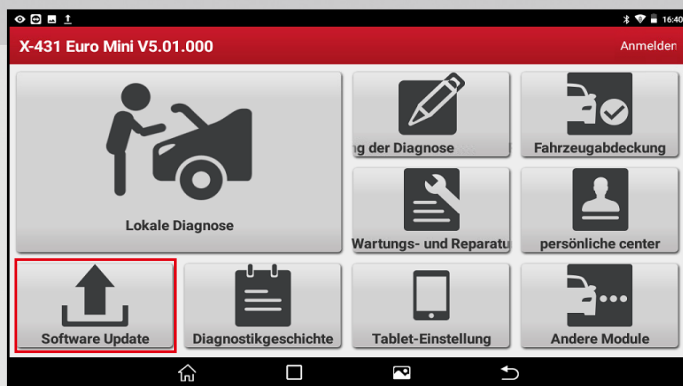 16:40
X-431 Euro Mini V5.01.000
Anmelden
Lokale Diagnose
ng der Diagnose
Fahrzeugabdeckung
Wartungs- und Reparatu
persönliche center
Software Update
Diagnostikgeschichte
Tablet-Einstellung
Andere Module